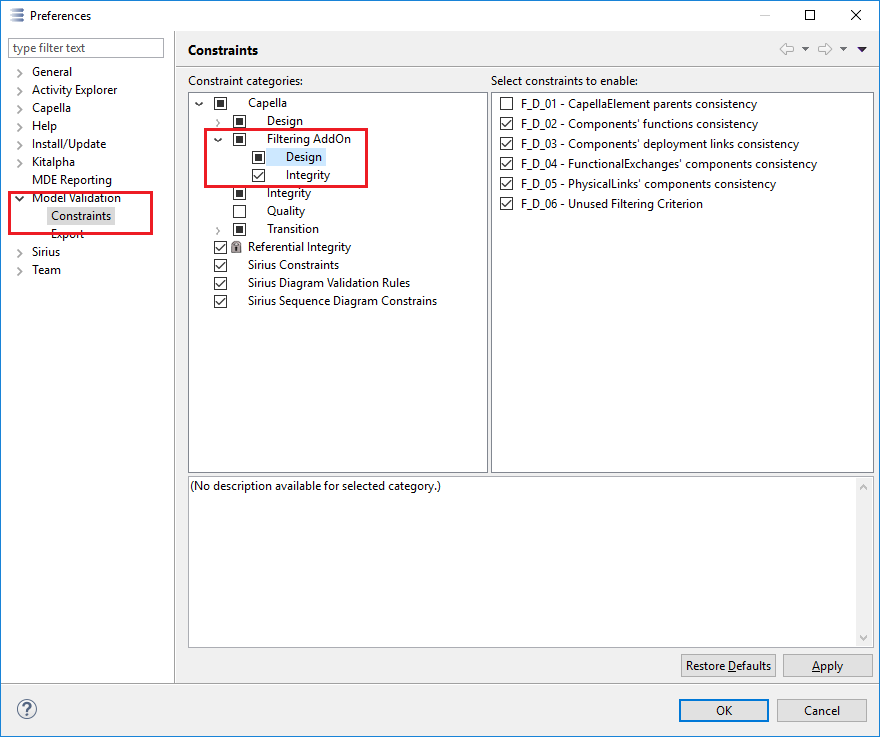 Preferences
type filter text
General
Activity Explorer
Capella
Help
Install/Update
Kitalpha
MDE Reporting
Model Validation
Constraints
Export
Sirius
Team
Constraints
Constraint categories:
Capella
Design
Filtering AddOn
Design
Integrity
Integrity
Quality
Transition
Referential Integrity
Sirius Constraints
Sirius Diagram Validation Rules
Sirius Sequence Diagram Constrains
Select constraints to enable:
F_D_01 - CapellaElement parents consistency
F_D_02 - Components' functions consistency
F_D_03 - Components' deployment links consistency
F_D_04 - FunctionalExchanges' components consistency
F_D_05 - PhysicalLinks' components consistency
F_D_06 - Unused Filtering Criterion
(No description available for selected category.)
Restore Defaults
Apply
?
OK
Cancel